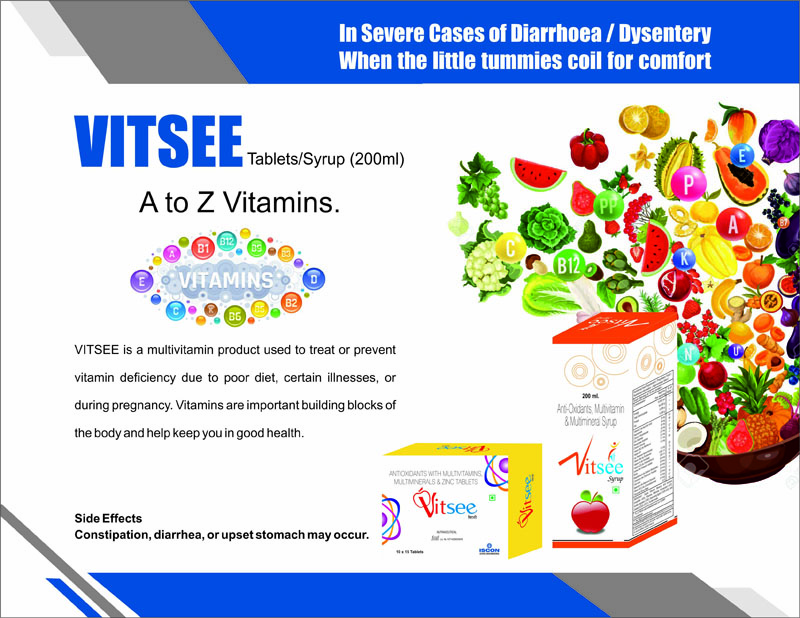 In Severe Cases of Diarrhoea / Dysentery
When the little tummies coil for comfort
VITSEE Tablets/Syrup (200ml)
A to Z Vitamins.
A
B1
B12
B3
E
VITAMINS
D
C
K
B6
B2
VITSEE is a multivitamin product used to treat or prevent
vitamin deficiency due to poor diet, certain illnesses, or
during pregnancy. Vitamins are important building blocks of
the body and help keep you in good health.
Side Effects
Constipation, diarrhea, or upset stomach may occur.
E
P
PP
A
C
K
B12
N
U
Vitsee
200 ml.
Anti-Oxidants, Multivitamin
& Multimineral Syrup
Vitsee
Syrup
ANTIOXIDANTS WITH MULTIVITAMINS,
MULTIMINERALS & ZINC TABLETS
Vitsee
10 x 15 Tablets
ISCON
Vitsee